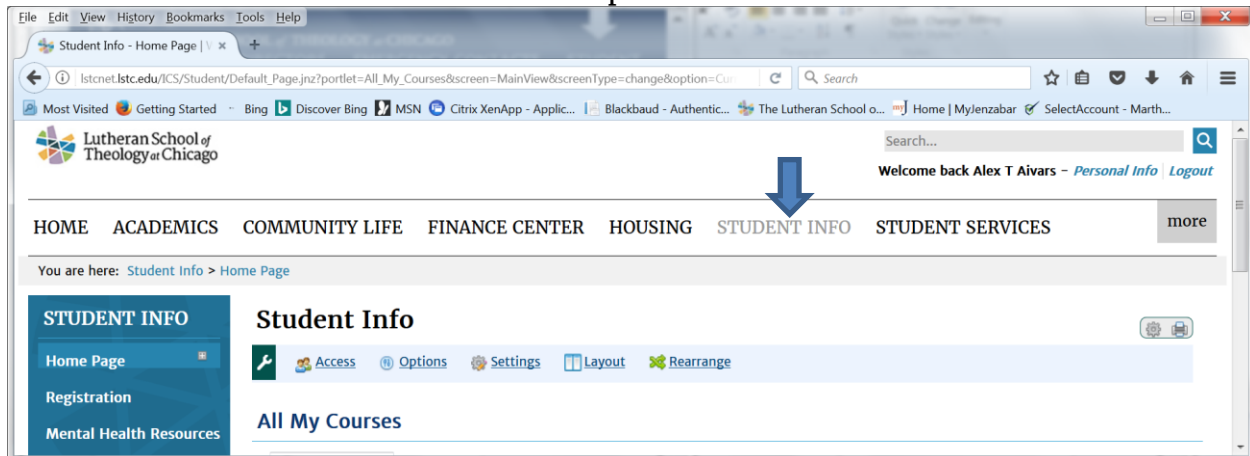 File Edit View History Bookmarks Tools Help
Student Info - Home Page |
lstcnet.lstc.edu/ICS/Student/Default_Page.jnz?portlet=All_My_Courses&screen=MainView&screenType=change&option= Search
Most Visited Getting Started Bing Discover Bing MSN Citrix XenApp - Applic... Blackbaud - Authentic... The Lutheran School o... Home | MyJenzabar SelectAccount - Marth...
Lutheran School of
Theology at Chicago
Search...
Welcome back Alex T Aivars - Personal Info | Logout
HOME ACADEMICS COMMUNITY LIFE FINANCE CENTER HOUSING STUDENT INFO STUDENT SERVICES more
You are here: Student Info > Home Page
STUDENT INFO
Home Page
Registration
Mental Health Resources
Student Info
Access Options Settings Layout Rearrange
All My Courses